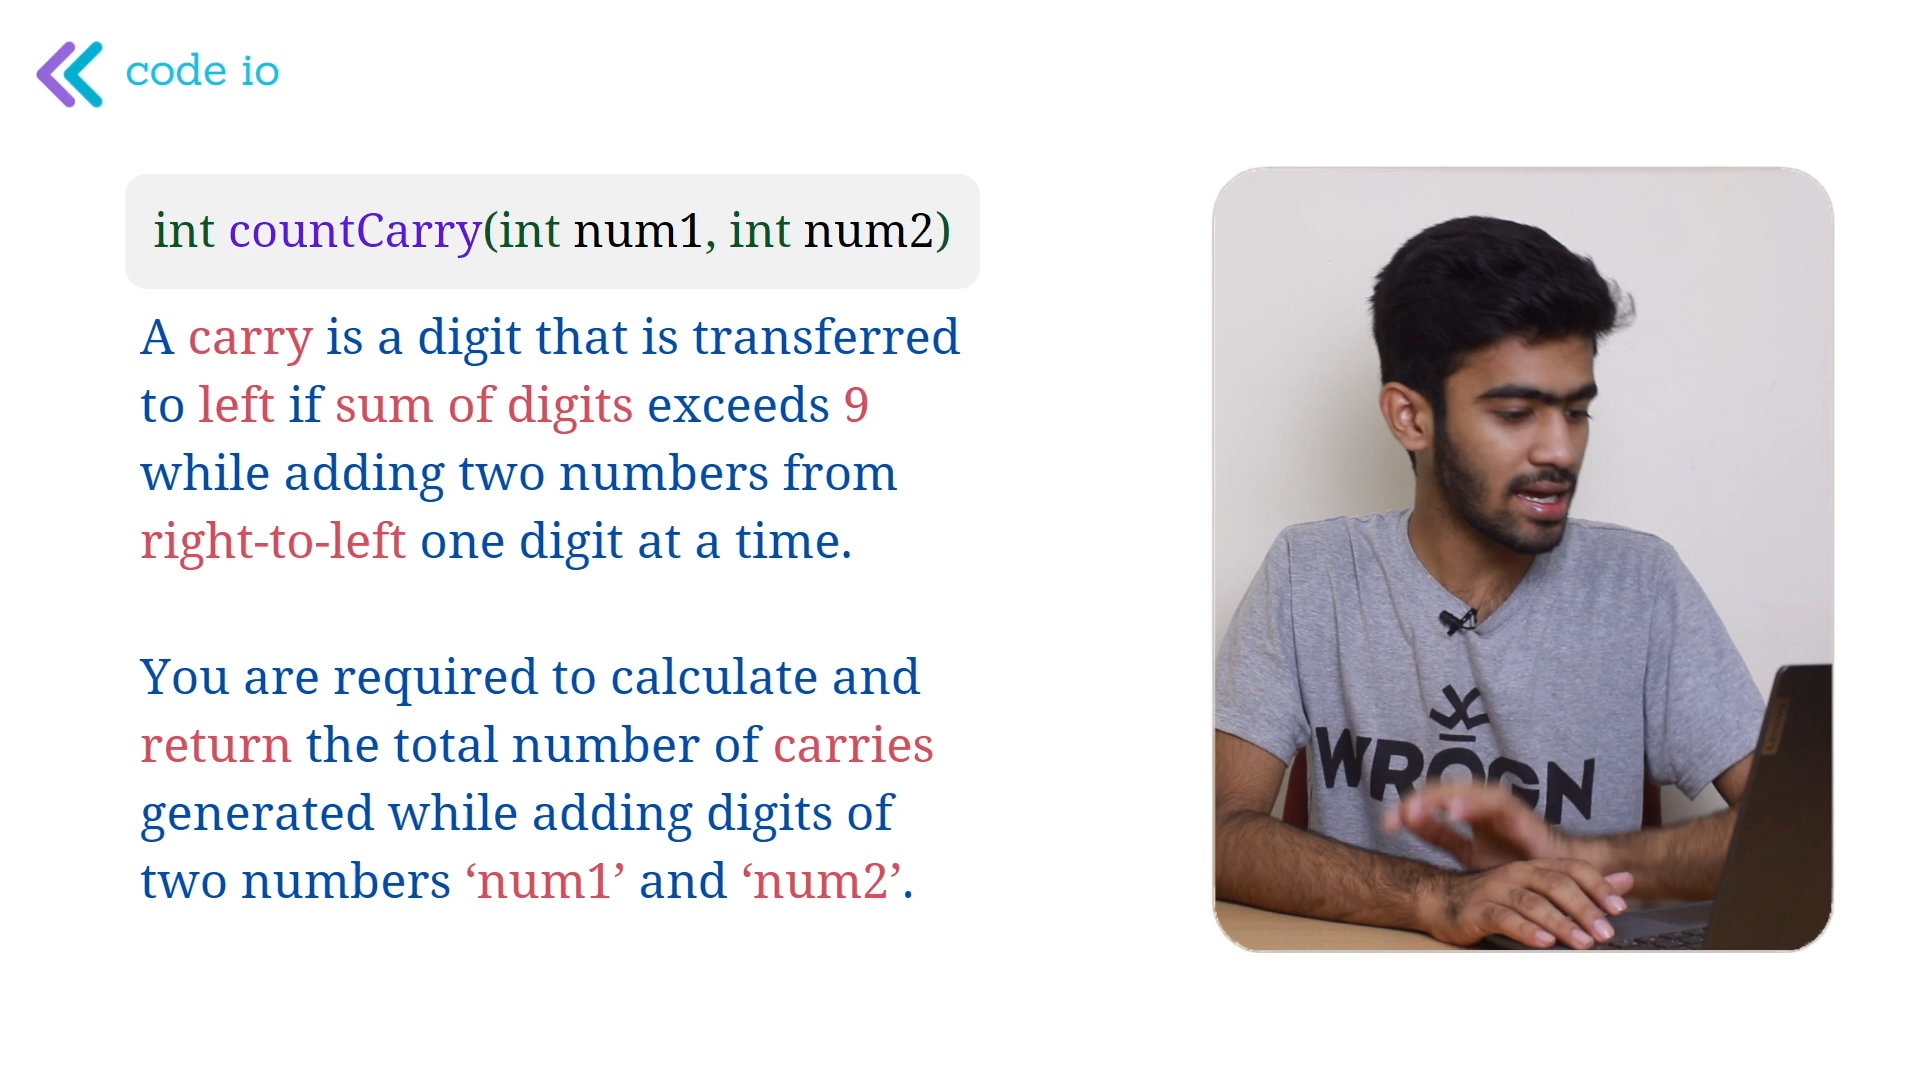 code io
int countCarry(int num1, int num2)
A carry is a digit that is transferred
to left if sum of digits exceeds 9
while adding two numbers from
right-to-left one digit at a time.
You are required to calculate and
return the total number of carries
generated while adding digits of
two numbers ‘num1’ and ‘num2’.
WROGN